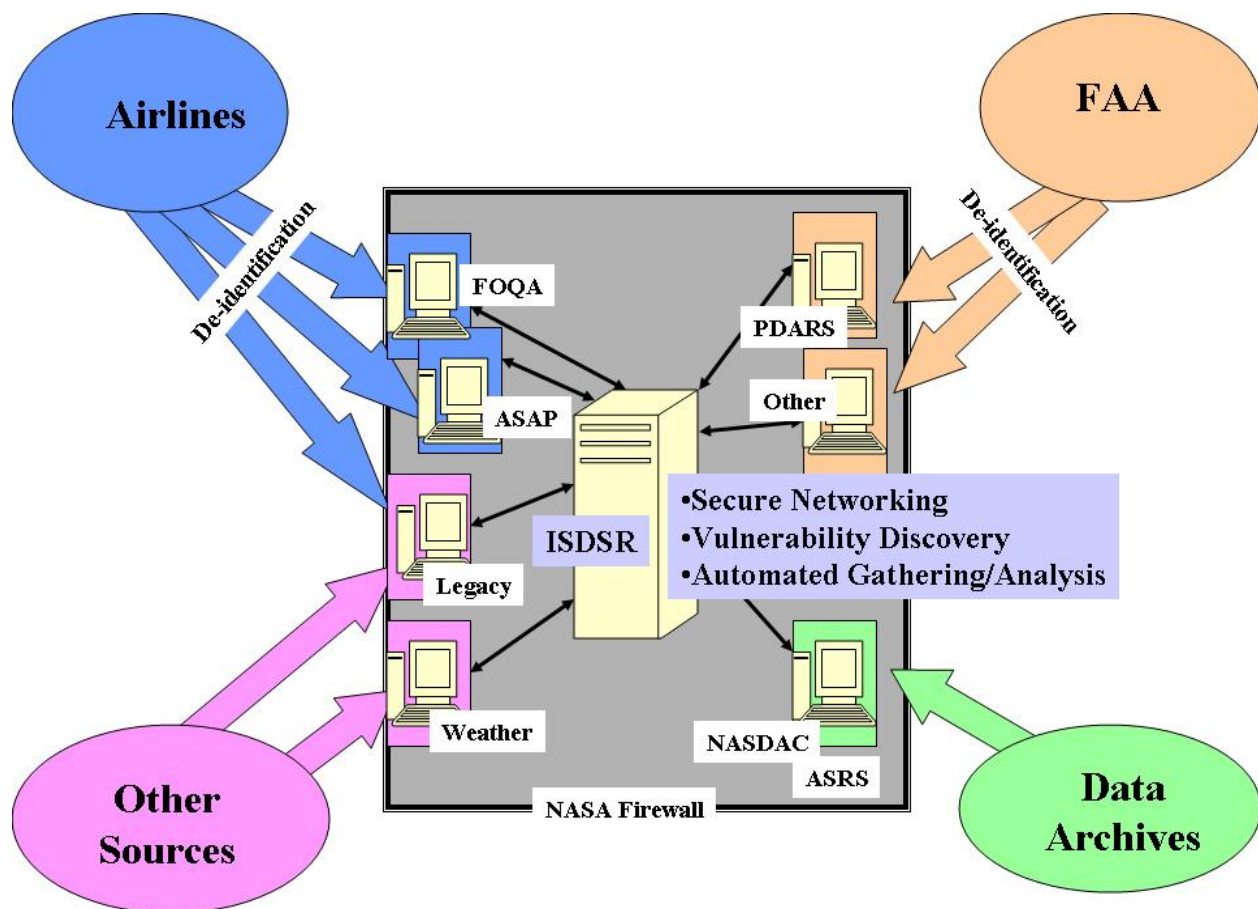 Airlines
FAA
De-identification
De-identification
FOQA
PDARS
ASAP
Other
ISDSR
•Secure Networking
•Vulnerability Discovery
•Automated Gathering/Analysis
Legacy
Weather
NASDAC
ASRS
NASA Firewall
Other
Sources
Data
Archives